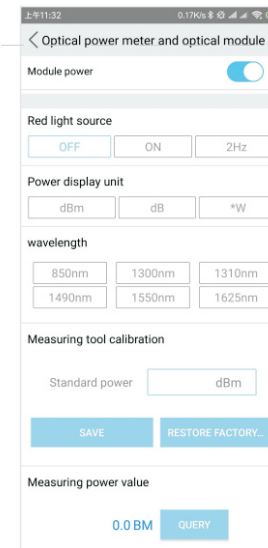 上午11:32 0.17K/s
Optical power meter and optical module
Module power
Red light source
OFF ON 2Hz
Power display unit
dBm dB *W
wavelength
850nm 1300nm 1310nm
1490nm 1550nm 1625nm
Measuring tool calibration
Standard power dBm
SAVE RESTORE FACTORY...
Measuring power value
0.0 BM QUERY